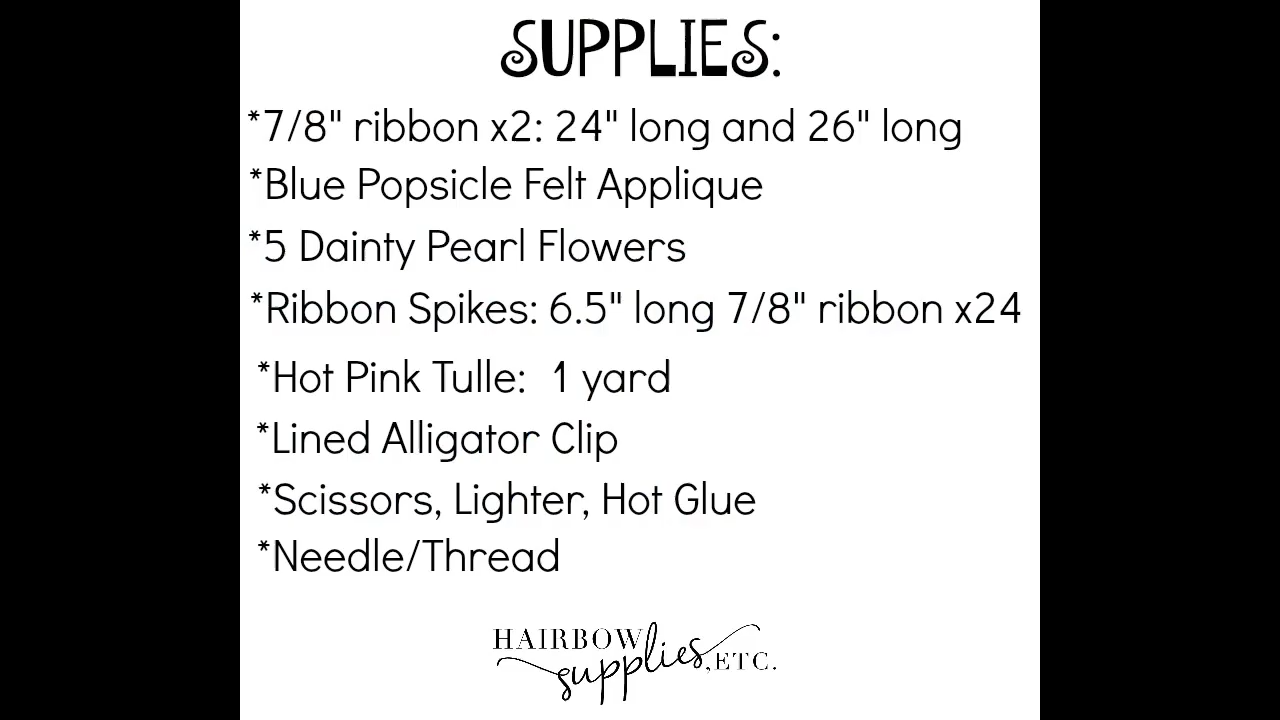 SUPPLIES:
*7/8" ribbon x2: 24" long and 26" long
*Blue Popsicle Felt Applique
*5 Dainty Pearl Flowers
*Ribbon Spikes: 6.5" long 7/8" ribbon x24
*Hot Pink Tulle: 1 yard
*Lined Alligator Clip
*Scissors, Lighter, Hot Glue
*Needle/Thread
HAIRBOW
supplies, ETC.